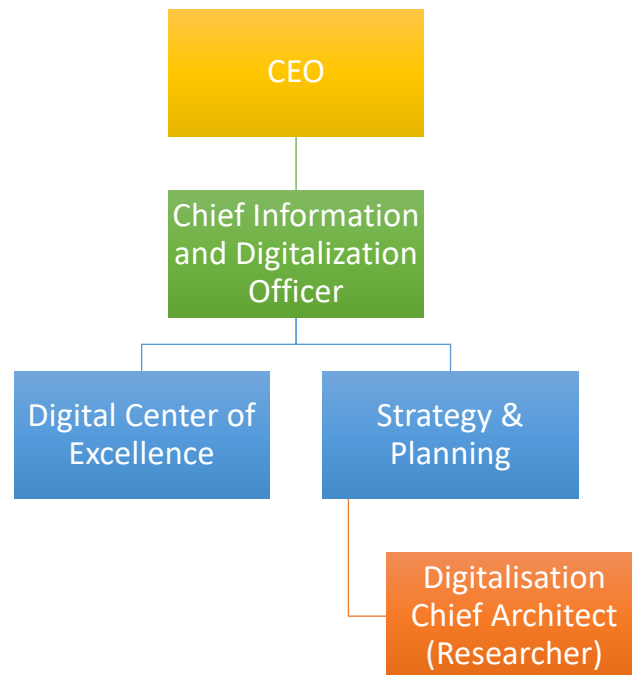 CEO
Chief Information
and Digitalization
Officer
Digital Center of
Excellence
Strategy &
Planning
Digitalisation
Chief Architect
(Researcher)